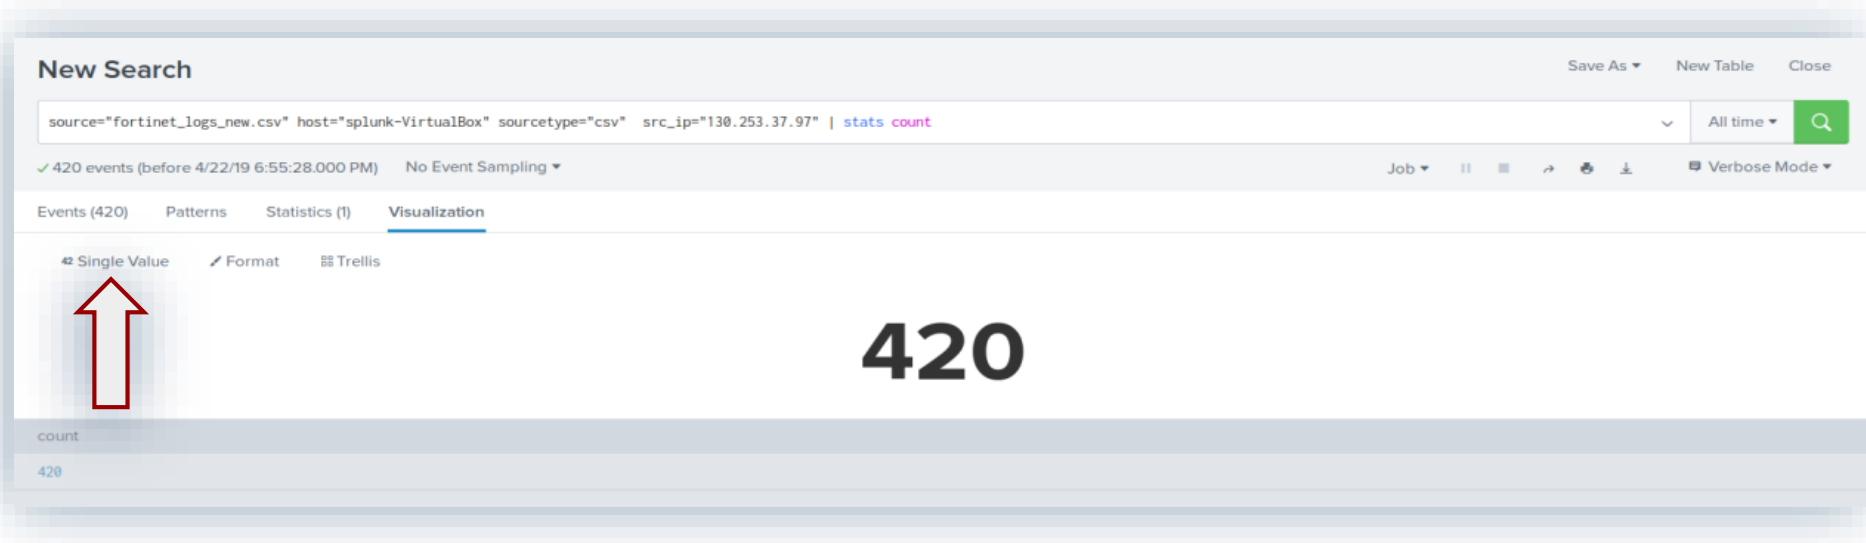 New Search
Save As New Table Close
source="fortinet_logs_new.csv" host="splunk-VirtualBox" sourcetype="csv"  src_ip="130.253.37.97" | stats count
All time
420 events (before 4/22/19 6:55:28.000 PM) No Event Sampling
Job Verbose Mode
Events (420) Patterns Statistics (1) Visualization
42 Single Value Format Trellis
420
count
420